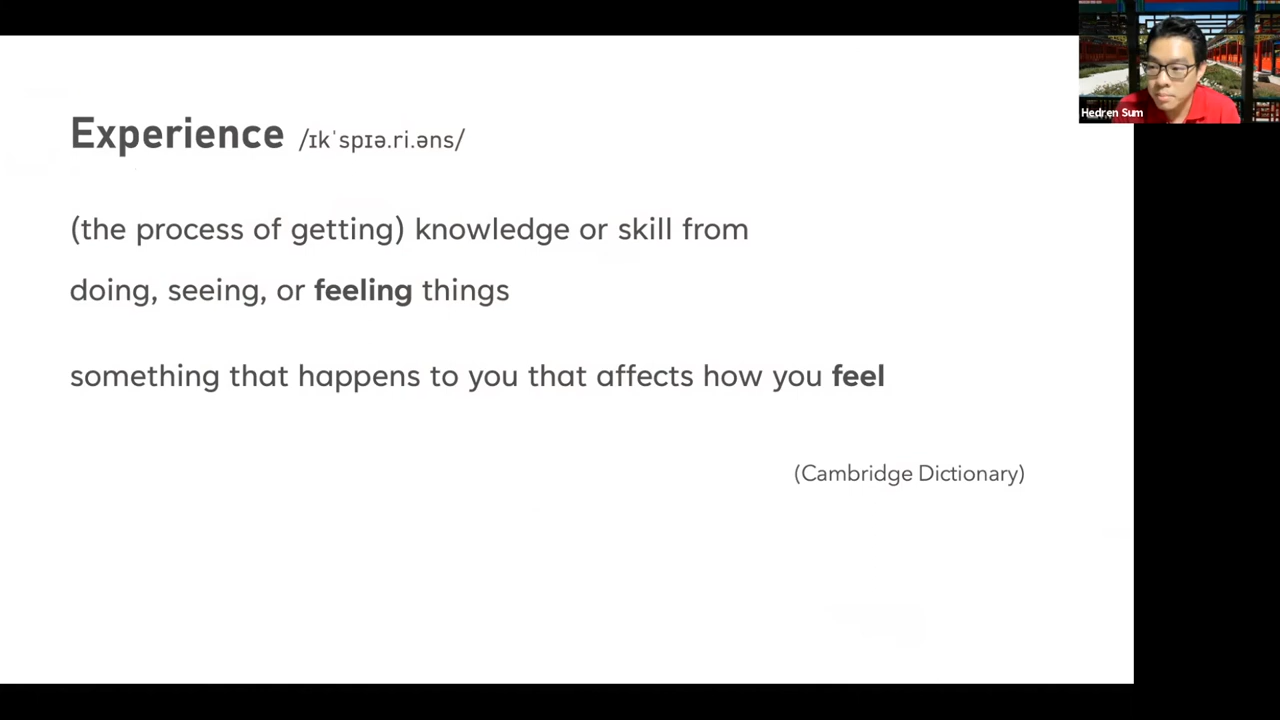 Experience /ɪkˈspɪə.ri.əns/
(the process of getting) knowledge or skill from
doing, seeing, or feeling things
something that happens to you that affects how you feel
(Cambridge Dictionary)
Hedren Sum